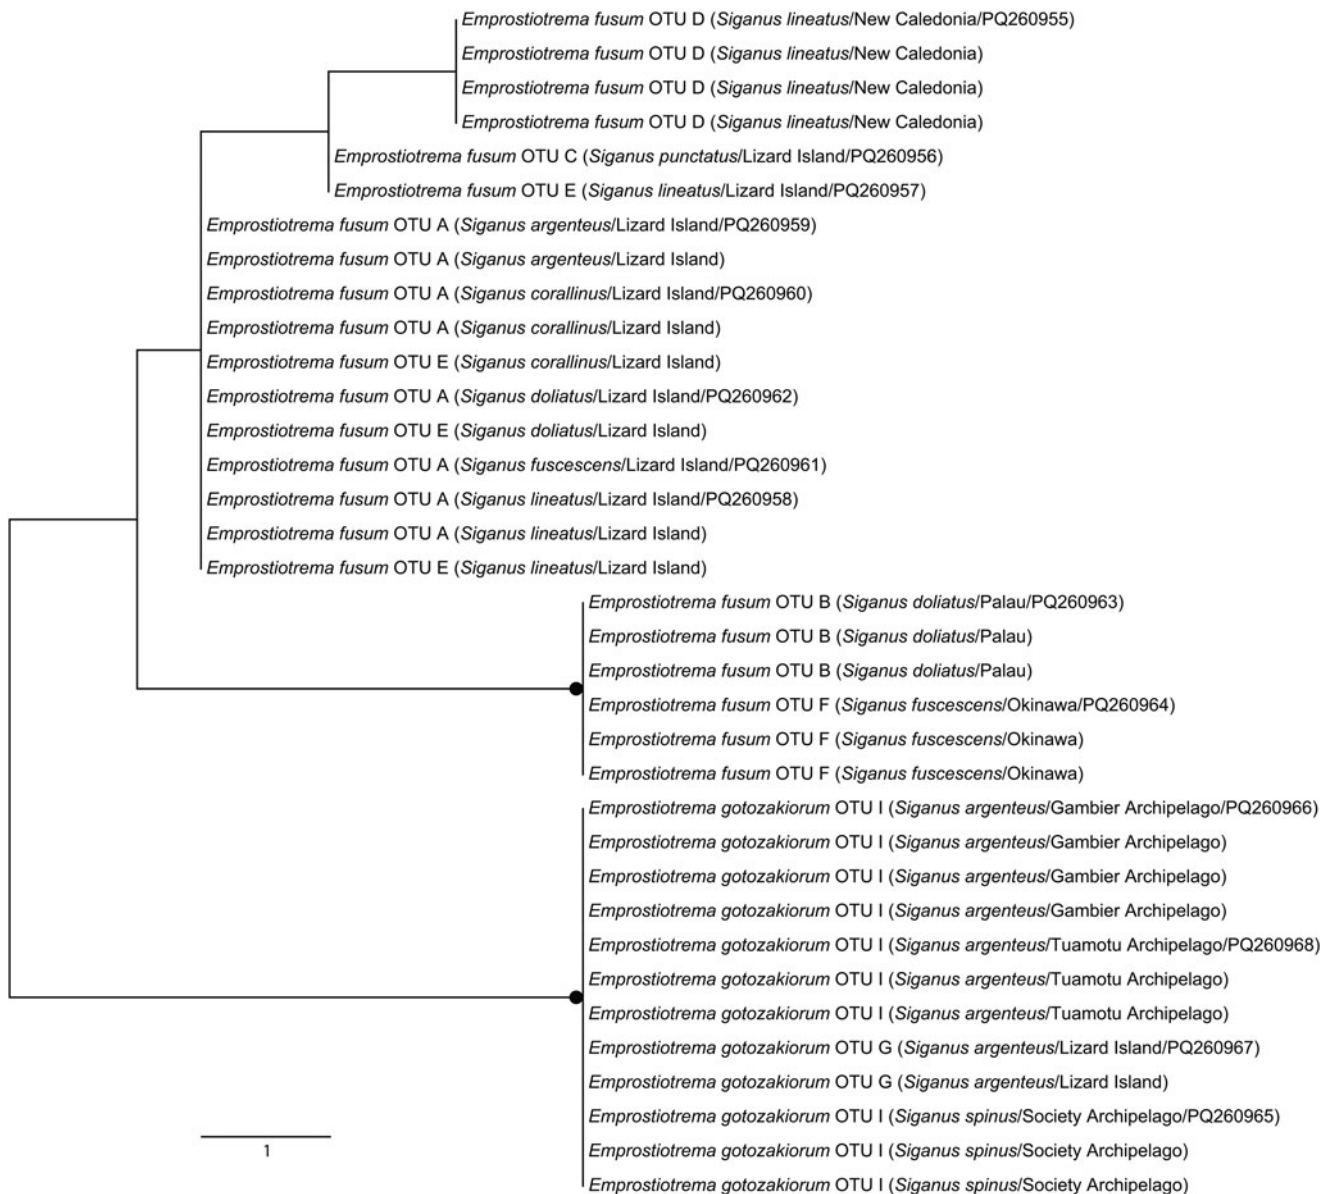 Emprostiotrema fusum OTU D (Siganus lineatus/New Caledonia/PQ260955)
Emprostiotrema fusum OTU D (Siganus lineatus/New Caledonia)
Emprostiotrema fusum OTU D (Siganus lineatus/New Caledonia)
Emprostiotrema fusum OTU D (Siganus lineatus/New Caledonia)
Emprostiotrema fusum OTU C (Siganus punctatus/Lizard Island/PQ260956)
Emprostiotrema fusum OTU E (Siganus lineatus/Lizard Island/PQ260957)
Emprostiotrema fusum OTU A (Siganus argenteus/Lizard Island/PQ260959)
Emprostiotrema fusum OTU A (Siganus argenteus/Lizard Island)
Emprostiotrema fusum OTU A (Siganus corallinus/Lizard Island/PQ260960)
Emprostiotrema fusum OTU A (Siganus corallinus/Lizard Island)
Emprostiotrema fusum OTU E (Siganus corallinus/Lizard Island)
Emprostiotrema fusum OTU A (Siganus doliatus/Lizard Island/PQ260962)
Emprostiotrema fusum OTU E (Siganus doliatus/Lizard Island)
Emprostiotrema fusum OTU A (Siganus fuscescens/Lizard Island/PQ260961)
Emprostiotrema fusum OTU A (Siganus lineatus/Lizard Island/PQ260958)
Emprostiotrema fusum OTU A (Siganus lineatus/Lizard Island)
Emprostiotrema fusum OTU E (Siganus lineatus/Lizard Island)
Emprostiotrema fusum OTU B (Siganus doliatus/Palau/PQ260963)
Emprostiotrema fusum OTU B (Siganus doliatus/Palau)
Emprostiotrema fusum OTU B (Siganus doliatus/Palau)
Emprostiotrema fusum OTU F (Siganus fuscescens/Okinawa/PQ260964)
Emprostiotrema fusum OTU F (Siganus fuscescens/Okinawa)
Emprostiotrema fusum OTU F (Siganus fuscescens/Okinawa)
Emprostiotrema gotozakiorum OTU I (Siganus argenteus/Gambier Archipelago/PQ260966)
Emprostiotrema gotozakiorum OTU I (Siganus argenteus/Gambier Archipelago)
Emprostiotrema gotozakiorum OTU I (Siganus argenteus/Gambier Archipelago)
Emprostiotrema gotozakiorum OTU I (Siganus argenteus/Gambier Archipelago)
Emprostiotrema gotozakiorum OTU I (Siganus argenteus/Tuamotu Archipelago/PQ260968)
Emprostiotrema gotozakiorum OTU I (Siganus argenteus/Tuamotu Archipelago)
Emprostiotrema gotozakiorum OTU I (Siganus argenteus/Tuamotu Archipelago)
Emprostiotrema gotozakiorum OTU G (Siganus argenteus/Lizard Island/PQ260967)
Emprostiotrema gotozakiorum OTU G (Siganus argenteus/Lizard Island)
Emprostiotrema gotozakiorum OTU I (Siganus spinus/Society Archipelago/PQ260965)
Emprostiotrema gotozakiorum OTU I (Siganus spinus/Society Archipelago)
Emprostiotrema gotozakiorum OTU I (Siganus spinus/Society Archipelago)
1